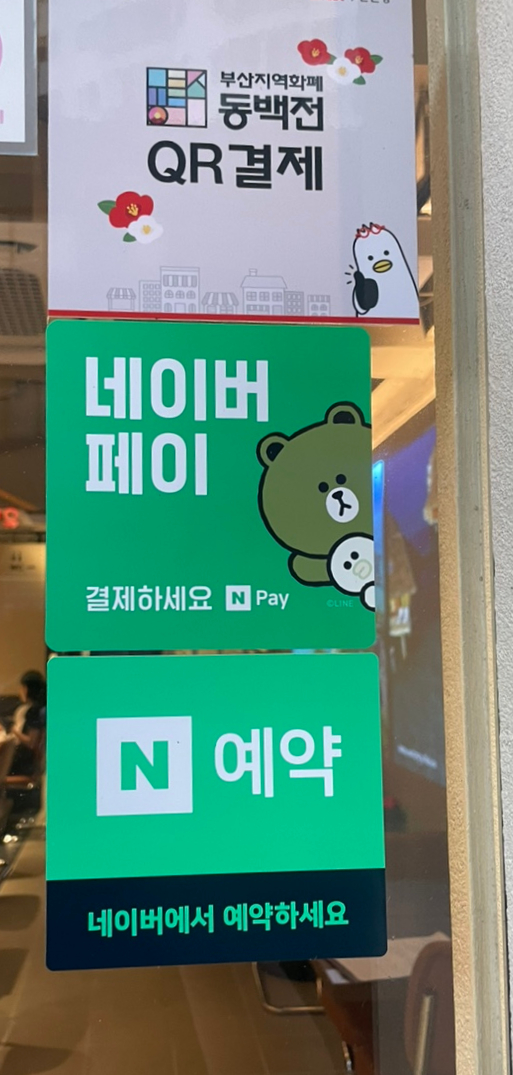 부산지역화폐
동백전
QR결제
네이버
페이
결제하세요 N Pay
©LINE
N 예약
네이버에서 예약하세요